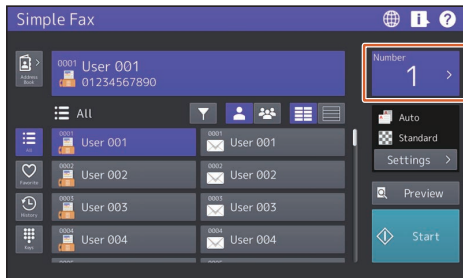 Simple Fax
i ?
Address Book
0001 User 001
01234567890
Number
1
All
Auto
Standard
Settings
All
0001 User 001
0001 User 001
Favorite
0002 User 002
0002 User 002
History
0003 User 003
0003 User 003
Preview
0004 User 004
0004 User 004
Start